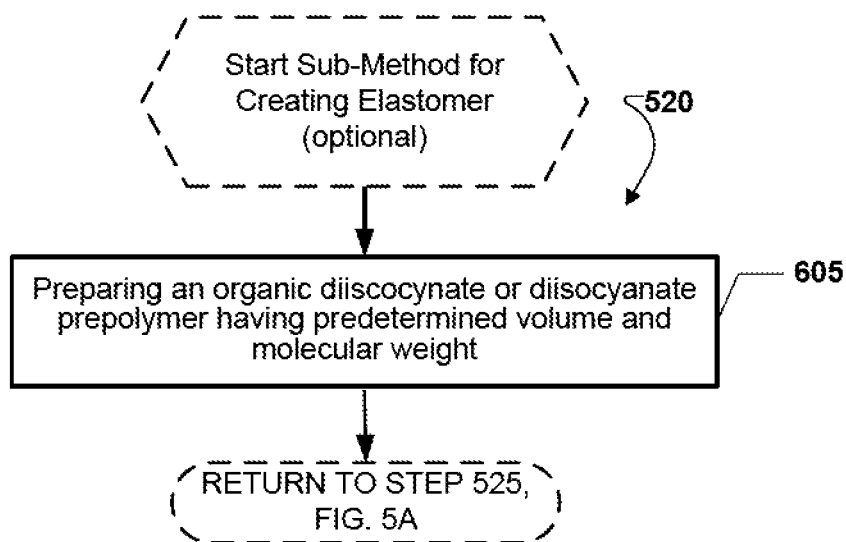 Start Sub-Method for
Creating Elastomer
(optional)
520
Preparing an organic diiscocynate or diisocyanate
prepolymer having predetermined volume and
molecular weight
605
RETURN TO STEP 525,
FIG. 5A